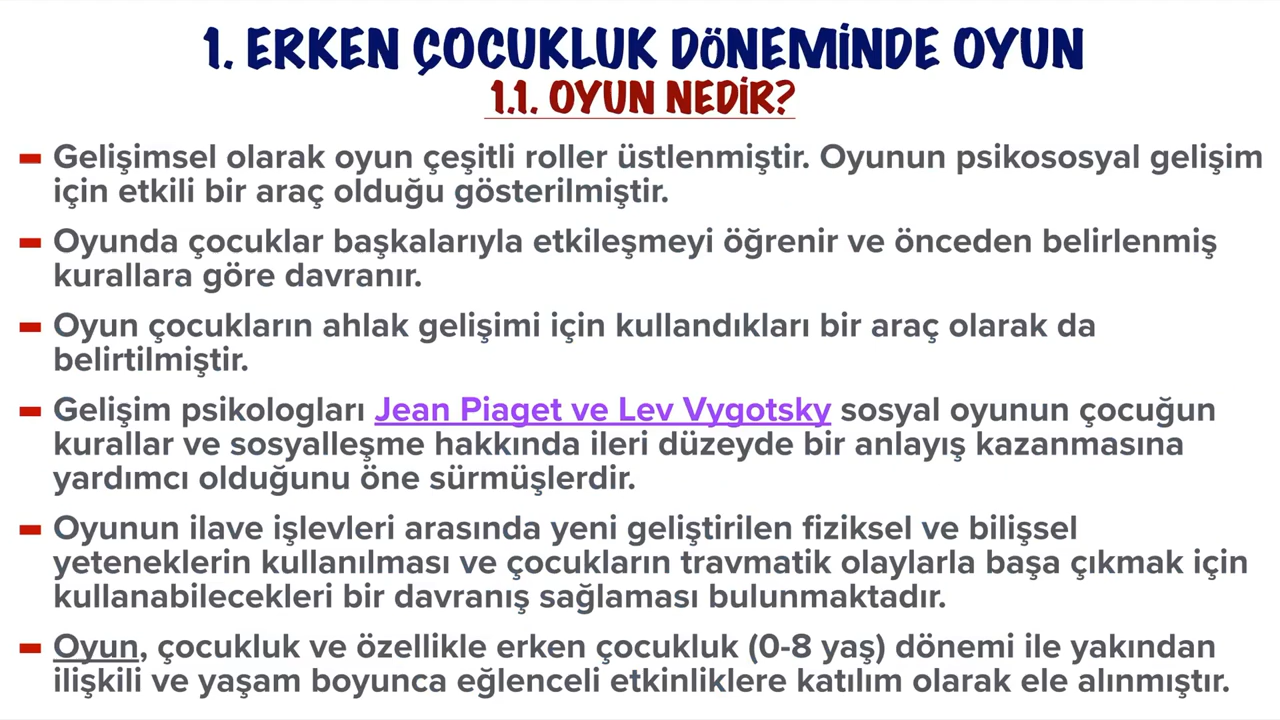 1. ERKEN ÇOCUKLUK DÖNEMİNDE OYUN
1.1. OYUN NEDİR?
- Gelişimsel olarak oyun çeşitli roller üstlenmiştir. Oyunun psikososyal gelişim
için etkili bir araç olduğu gösterilmiştir.
- Oyunda çocuklar başkalarıyla etkileşmeyi öğrenir ve önceden belirlenmiş
kurallara göre davranır.
- Oyun çocukların ahlak gelişimi için kullandıkları bir araç olarak da
belirtilmiştir.
- Gelişim psikologları Jean Piaget ve Lev Vygotsky sosyal oyunun çocuğun
kurallar ve sosyalleşme hakkında ileri düzeyde bir anlayış kazanmasına
yardımcı olduğunu öne sürmüşlerdir.
- Oyunun ilave işlevleri arasında yeni geliştirilen fiziksel ve bilişsel
yeteneklerin kullanılması ve çocukların travmatik olaylarla başa çıkmak için
kullanabilecekleri bir davranış sağlaması bulunmaktadır.
- Oyun, çocukluk ve özellikle erken çocukluk (0-8 yaş) dönemi ile yakından
ilişkili ve yaşam boyunca eğlenceli etkinliklere katılım olarak ele alınmıştır.